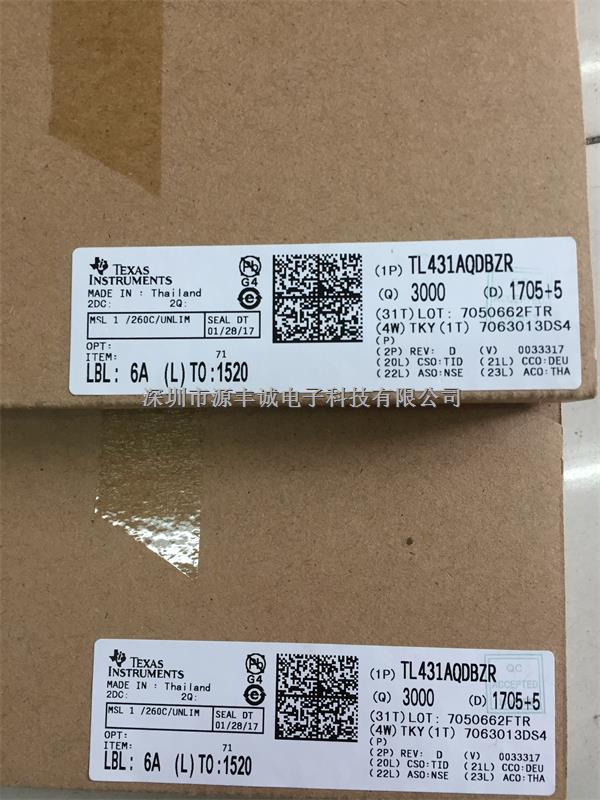 TEXAS
INSTRUMENTS
MADE IN : Thailand
2DC: 2Q:
MSL 1 /260C/UNLIM
SEAL DT
01/28/17
OPT:
ITEM: 71
LBL: 6A (L)TO:1520
Pb
G4
e
(1P) TL431AQDBZR
(Q) 3000 (D) 1705+5
(31T)LOT: 7050662FTR
(4W) TKY(1T) 7063013DS4
(P)
(2P) REV: D (V) 0033317
(20L) CSO:TID (21L) CCO:DEU
(22L) ASO:NSE (23L) ACO:THA
深圳市源丰诚电子科技有限公司
TEXAS
INSTRUMENTS
MADE IN : Thailand
2DC: 2Q:
MSL 1 /260C/UNLIM
SEAL DT
01/28/17
OPT:
ITEM: 71
LBL: 6A (L)TO:1520
Pb
G4
e
(1P) TL431AQDBZR
QC
ACCEPTED
(Q) 3000 (D) 1705+5
(31T)LOT: 7050662FTR
(4W) TKY(1T) 7063013DS4
(P)
(2P) REV: D (V) 0033317
(20L) CSO:TID (21L) CCO:DEU
(22L) ASO:NSE (23L) ACO:THA